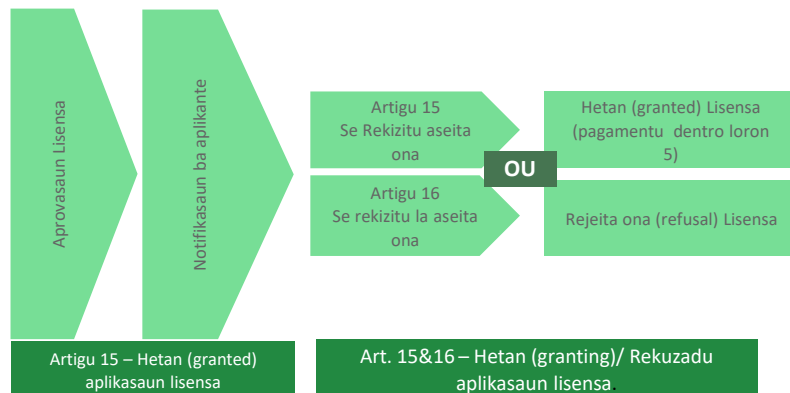 Aprovasaun Lisensa
Notifikasaun ba aplikante
Artigu 15
Se Rekizitu aseita
ona
Hetan (granted) Lisensa
(pagamentu dentro loron
5)
OU
Artigu 16
Se rekizitu la aseita
ona
Rejeita ona (refusal) Lisensa
Artigu 15 – Hetan (granted)
aplikasaun lisensa
Art. 15&16 – Hetan (granting)/ Rekuzadu
aplikasaun lisensa.